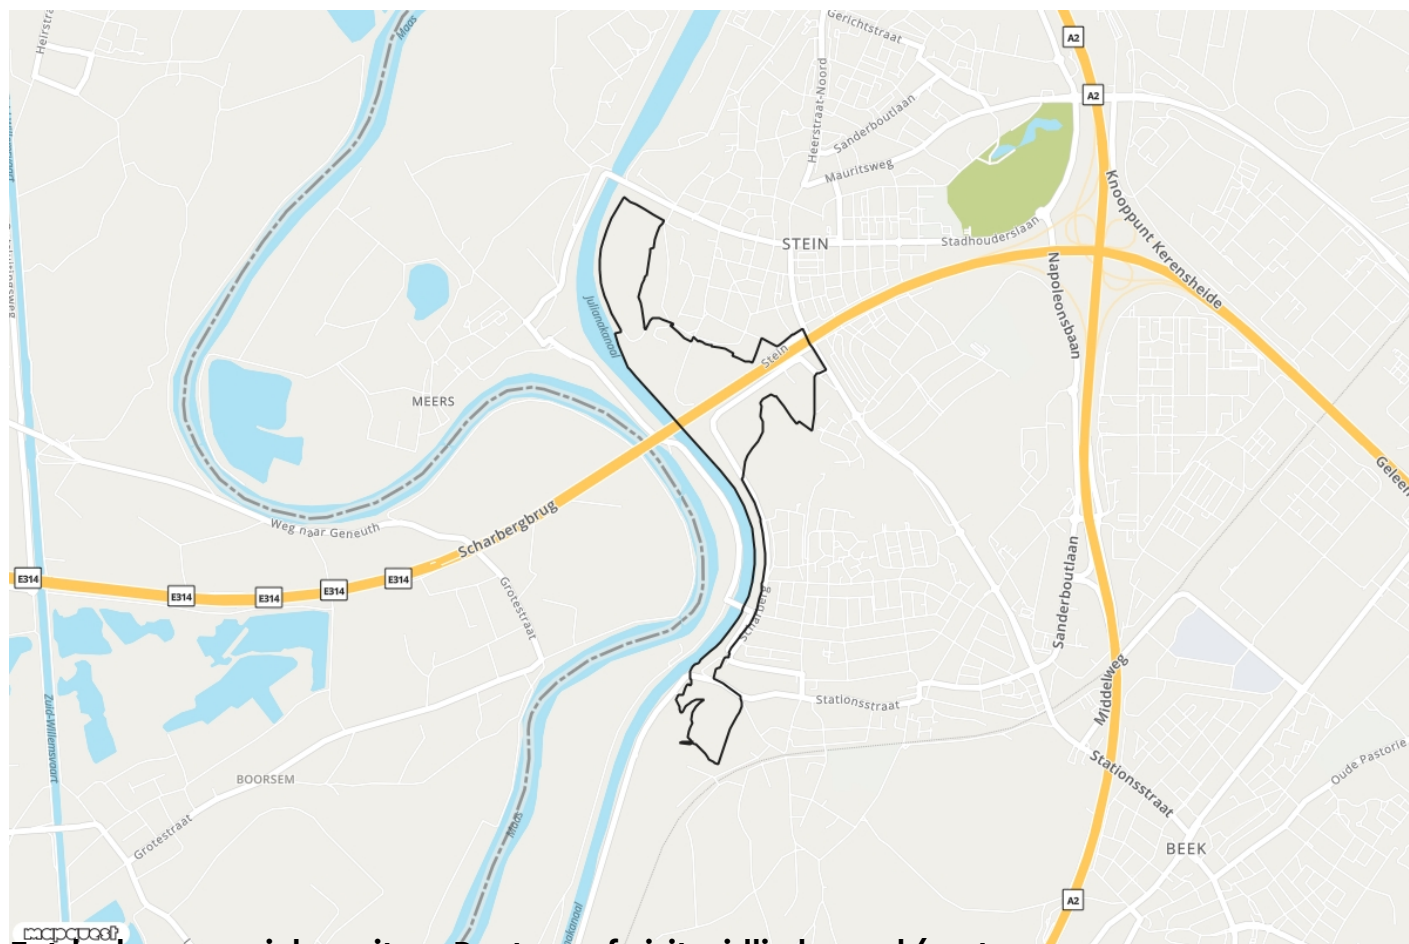 Maas
Gerichtstraat
A2
Heerstraat-Noord
Sanderboutlaan
A2
Mauritsweg
Knooppunt Kerensheide
STEIN
Stadhouderslaan
Napoleonsbaan
Julianakanaal
Stein
MEERS
Geleen
Weg naar Geneuth
Scharbergbrug
E314
E314
E314
E314
E314
Grotestraat
Scharberg
Sanderboutlaan
Middelweg
Stationsstraat
Zuid-Willemsvaart
BOORSEM
Stationsstraat
Oude Pastorie
Grotestraat
Maas
BEEK
A2
mapquest